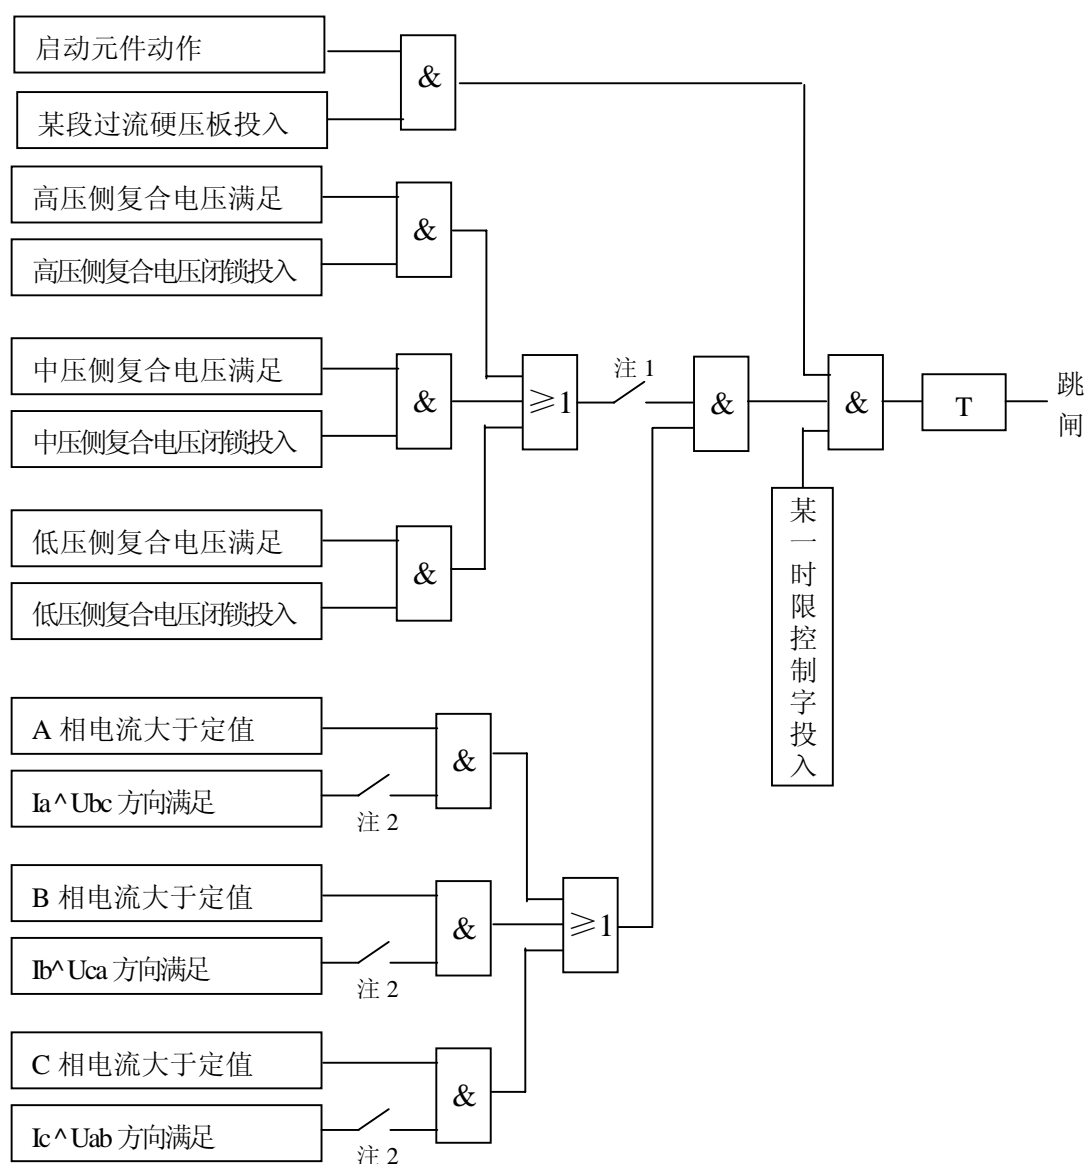 启动元件动作
&
某段过流硬压板投入
高压侧复合电压满足
&
高压侧复合电压闭锁投入
中压侧复合电压满足
&
中压侧复合电压闭锁投入
≥1
注 1
&
&
T
跳闸
低压侧复合电压满足
&
低压侧复合电压闭锁投入
某一时限控制字投入
A 相电流大于定值
&
Ia^Ubc 方向满足
注 2
B 相电流大于定值
&
≥1
Ib^Uca 方向满足
注 2
C 相电流大于定值
&
Ic^Uab 方向满足
注 2